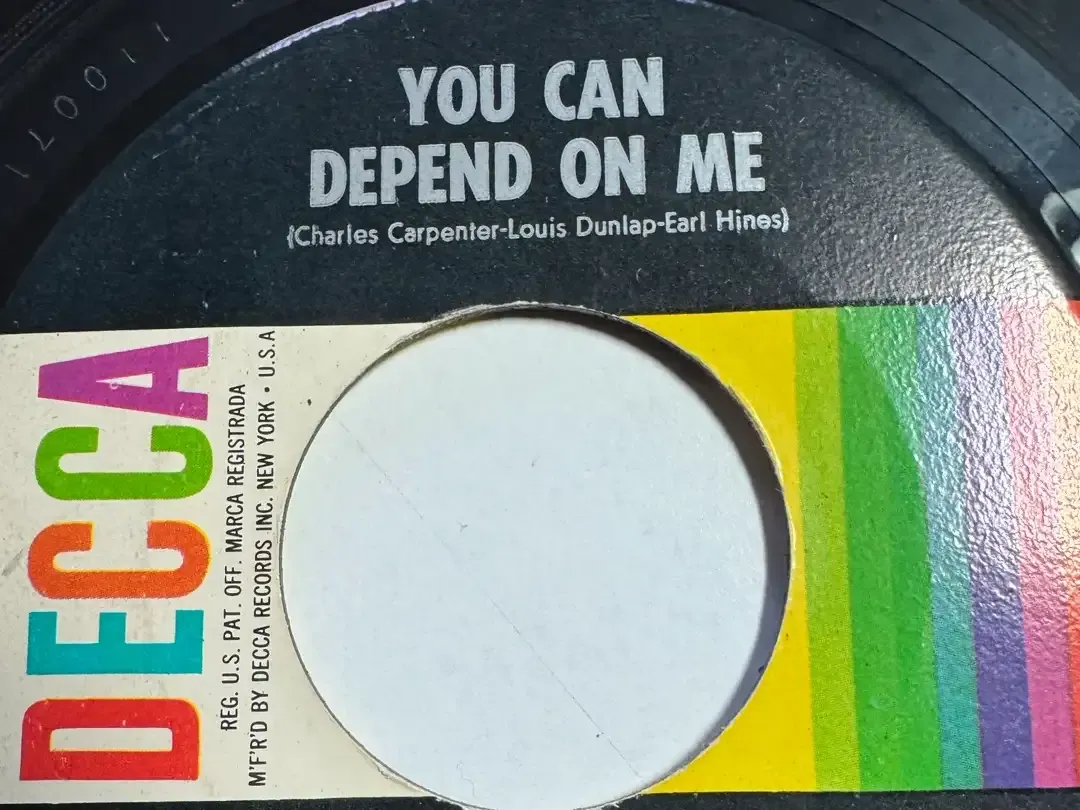 YOU CAN
DEPEND ON ME
(Charles Carpenter-Louis Dunlap-Earl Hines)
DECCA
REG. U.S. PAT. OFF. MARCA REGISTRADA
M'F'R'D BY DECCA RECORDS INC. NEW YORK • U.S.A